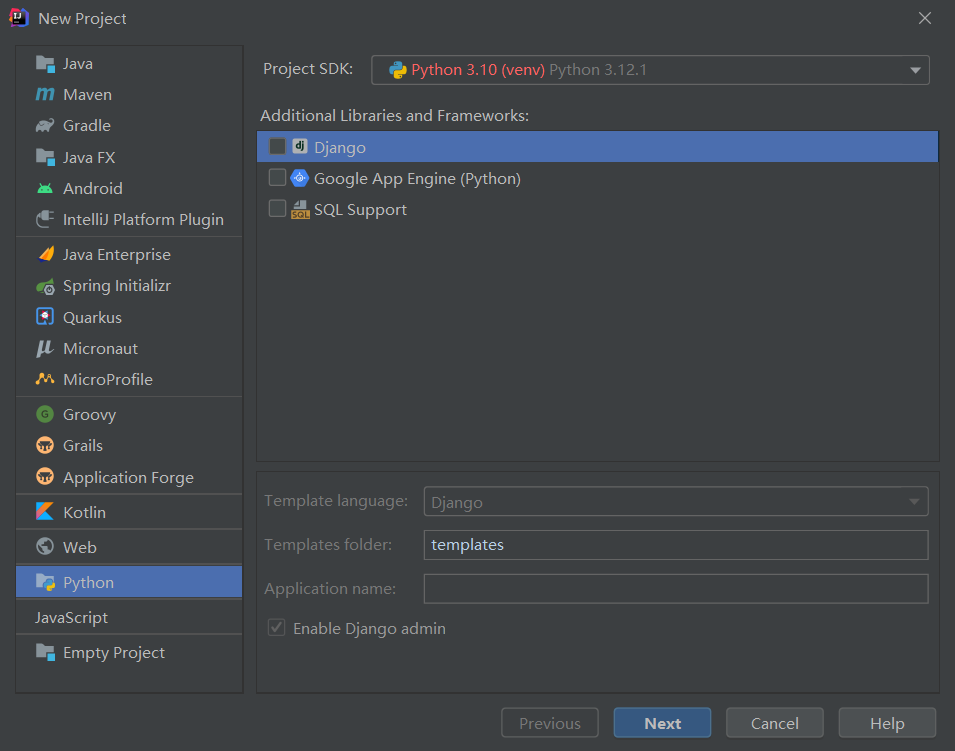 New Project
Java
Maven
Gradle
Java FX
Android
IntelliJ Platform Plugin
Java Enterprise
Spring Initializr
Quarkus
Micronaut
MicroProfile
Groovy
Grails
Application Forge
Kotlin
Web
Python
JavaScript
Empty Project
Project SDK: Python 3.10 (venv) Python 3.12.1
Additional Libraries and Frameworks:
dj Django
Google App Engine (Python)
SQL SQL Support
Template language: Django
Templates folder: templates
Application name:
Enable Django admin
Previous Next Cancel Help